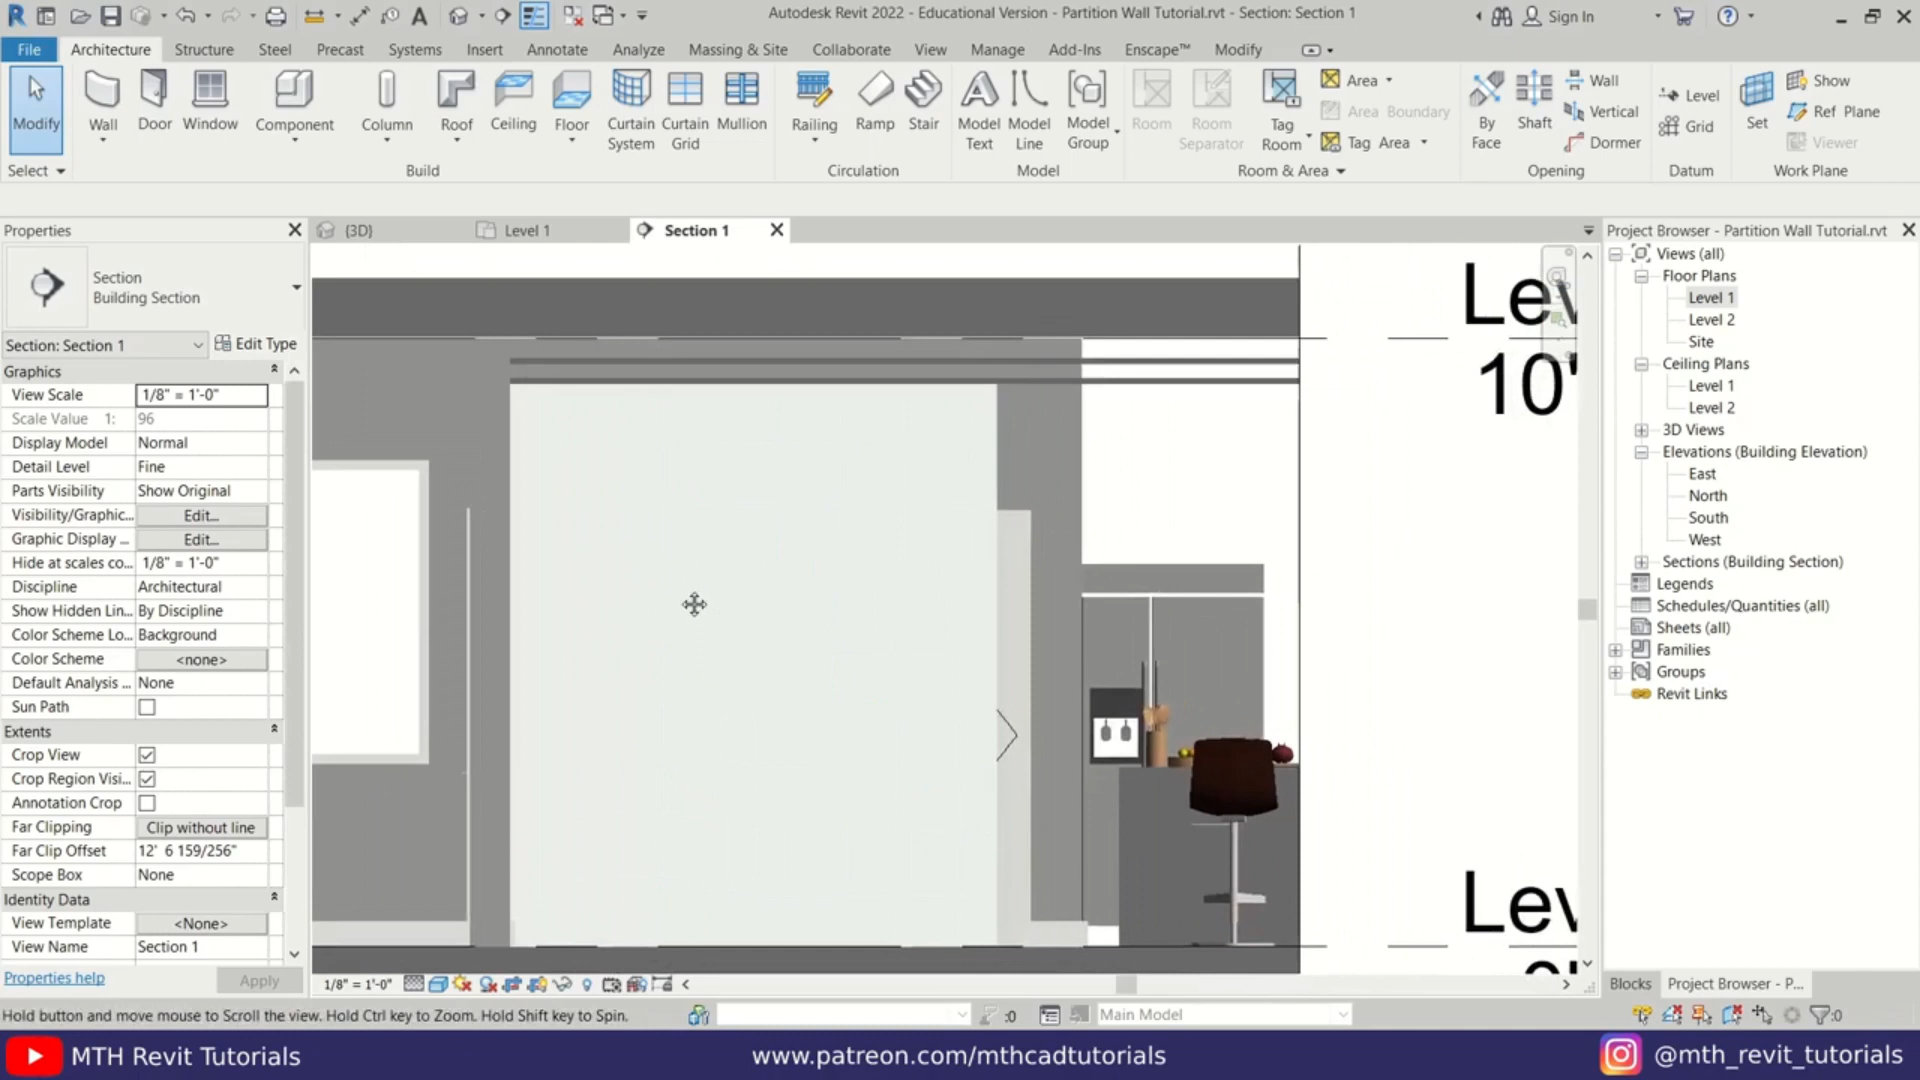 Autodesk Revit 2022 - Educational Version - Partition Wall Tutorial.rvt - Section: Section 1
Sign In
File Architecture Structure Steel Precast Systems Insert Annotate Analyze Massing & Site Collaborate View Manage Add-Ins Enscape™ Modify
Modify Wall Door Window Component Column Roof Ceiling Floor Curtain System Curtain Grid Mullion Railing Ramp Stair Model Text Model Line Model Group Room Room Separator Tag Room
Area
Area Boundary
Tag Area
By Face Shaft
Wall
Vertical
Dormer
Level
Grid
Set
Show
Ref Plane
Viewer
Select Build Circulation Model Room & Area Opening Datum Work Plane
Properties
{3D} Level 1 Section 1
Project Browser - Partition Wall Tutorial.rvt
Section
Building Section
Section: Section 1 Edit Type
Graphics
View Scale 1/8" = 1'-0"
Scale Value 1: 96
Display Model Normal
Detail Level Fine
Parts Visibility Show Original
Visibility/Graphic... Edit...
Graphic Display ... Edit...
Hide at scales co... 1/8" = 1'-0"
Discipline Architectural
Show Hidden Lin... By Discipline
Color Scheme Lo... Background
Color Scheme <none>
Default Analysis ... None
Sun Path
Extents
Crop View
Crop Region Visi...
Annotation Crop
Far Clipping Clip without line
Far Clip Offset 12' 6 159/256"
Scope Box None
Identity Data
View Template <None>
View Name Section 1
Properties help Apply
Lev
10'
Lev
Views (all)
Floor Plans
Level 1
Level 2
Site
Ceiling Plans
Level 1
Level 2
3D Views
Elevations (Building Elevation)
East
North
South
West
Sections (Building Section)
Legends
Schedules/Quantities (all)
Sheets (all)
Families
Groups
Revit Links
Blocks Project Browser - P...
1/8" = 1'-0"
Hold button and move mouse to Scroll the view. Hold Ctrl key to Zoom. Hold Shift key to Spin.
:0
Main Model
:0
MTH Revit Tutorials
www.patreon.com/mthcadtutorials
@mth_revit_tutorials